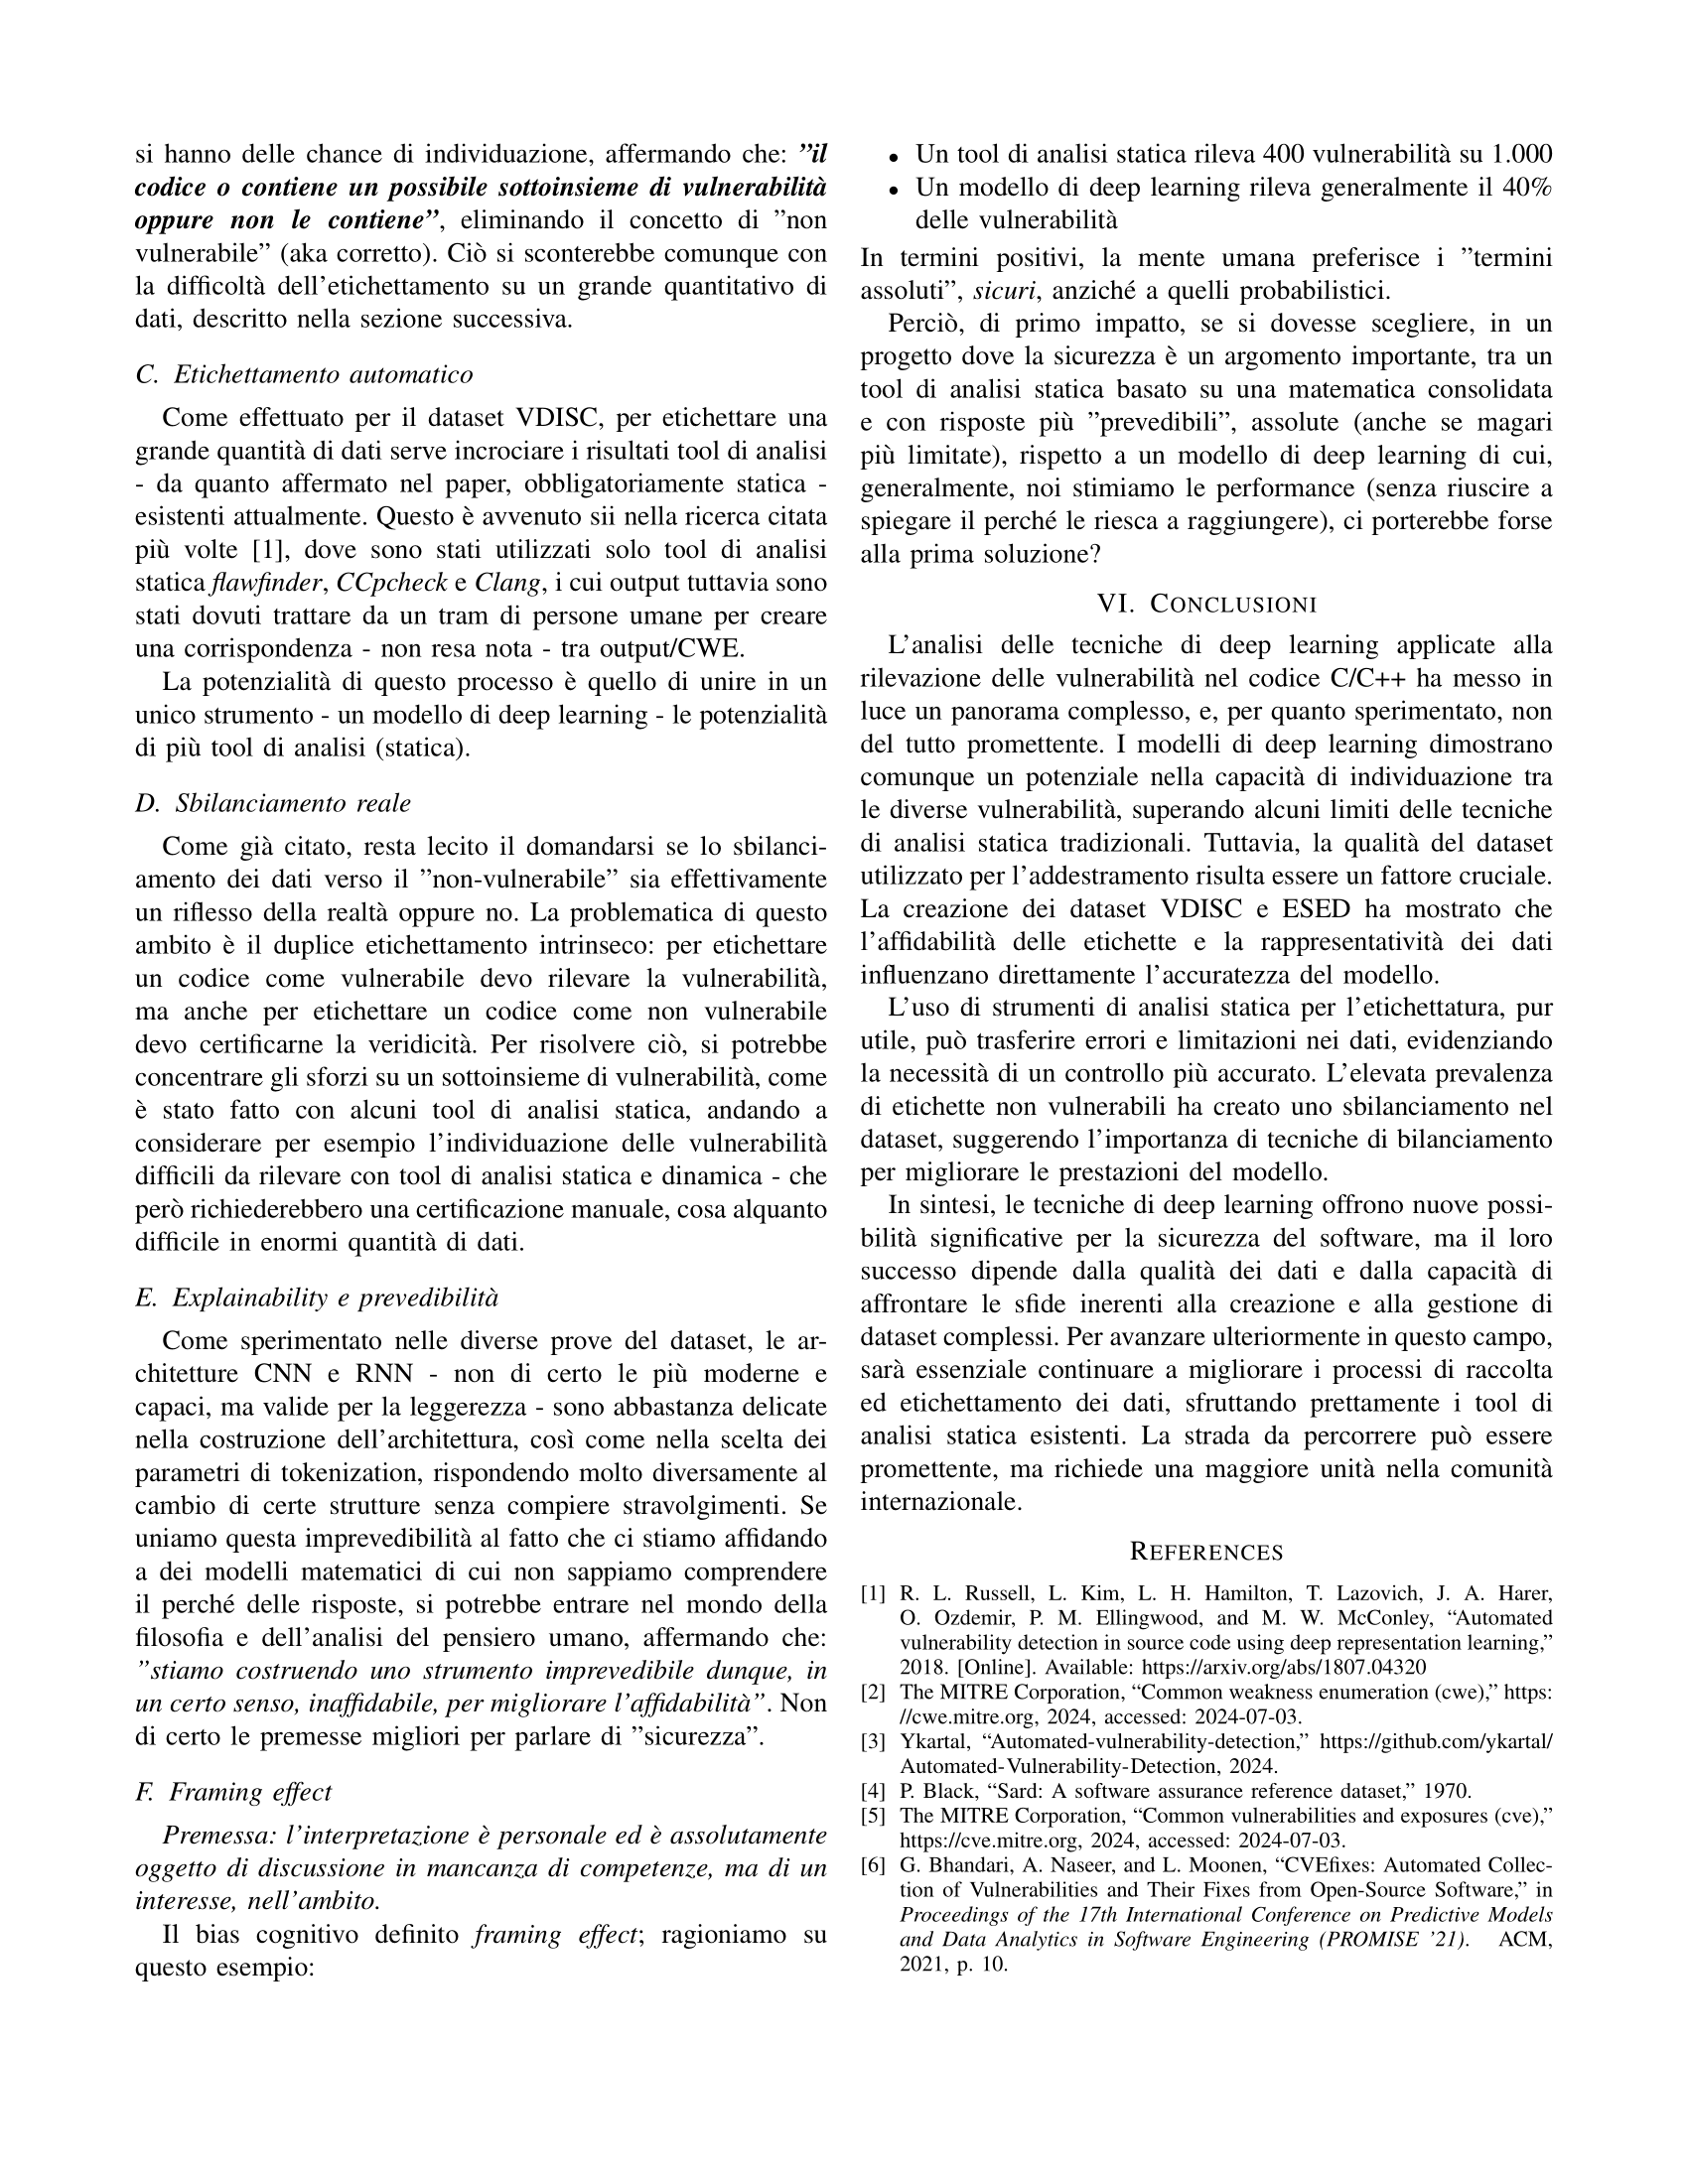 si hanno delle chance di individuazione, affermando che: ”il
codice o contiene un possibile sottoinsieme di vulnerabilità
oppure non le contiene”, eliminando il concetto di ”non
vulnerabile” (aka corretto). Ciò si sconterebbe comunque con
la difficoltà dell’etichettamento su un grande quantitativo di
dati, descritto nella sezione successiva.
C. Etichettamento automatico
Come effettuato per il dataset VDISC, per etichettare una
grande quantità di dati serve incrociare i risultati tool di analisi
- da quanto affermato nel paper, obbligatoriamente statica -
esistenti attualmente. Questo è avvenuto sii nella ricerca citata
più volte [1], dove sono stati utilizzati solo tool di analisi
statica flawfinder, CCpcheck e Clang, i cui output tuttavia sono
stati dovuti trattare da un tram di persone umane per creare
una corrispondenza - non resa nota - tra output/CWE.
La potenzialità di questo processo è quello di unire in un
unico strumento - un modello di deep learning - le potenzialità
di più tool di analisi (statica).
D. Sbilanciamento reale
Come già citato, resta lecito il domandarsi se lo sbilanci-
amento dei dati verso il ”non-vulnerabile” sia effettivamente
un riflesso della realtà oppure no. La problematica di questo
ambito è il duplice etichettamento intrinseco: per etichettare
un codice come vulnerabile devo rilevare la vulnerabilità,
ma anche per etichettare un codice come non vulnerabile
devo certificarne la veridicità. Per risolvere ciò, si potrebbe
concentrare gli sforzi su un sottoinsieme di vulnerabilità, come
è stato fatto con alcuni tool di analisi statica, andando a
considerare per esempio l’individuazione delle vulnerabilità
difficili da rilevare con tool di analisi statica e dinamica - che
però richiederebbero una certificazione manuale, cosa alquanto
difficile in enormi quantità di dati.
E. Explainability e prevedibilità
Come sperimentato nelle diverse prove del dataset, le ar-
chitetture CNN e RNN - non di certo le più moderne e
capaci, ma valide per la leggerezza - sono abbastanza delicate
nella costruzione dell’architettura, così come nella scelta dei
parametri di tokenization, rispondendo molto diversamente al
cambio di certe strutture senza compiere stravolgimenti. Se
uniamo questa imprevedibilità al fatto che ci stiamo affidando
a dei modelli matematici di cui non sappiamo comprendere
il perché delle risposte, si potrebbe entrare nel mondo della
filosofia e dell’analisi del pensiero umano, affermando che:
”stiamo costruendo uno strumento imprevedibile dunque, in
un certo senso, inaffidabile, per migliorare l’affidabilità”. Non
di certo le premesse migliori per parlare di ”sicurezza”.
F. Framing effect
Premessa: l’interpretazione è personale ed è assolutamente
oggetto di discussione in mancanza di competenze, ma di un
interesse, nell’ambito.
Il bias cognitivo definito framing effect; ragioniamo su
questo esempio:
• Un tool di analisi statica rileva 400 vulnerabilità su 1.000
• Un modello di deep learning rileva generalmente il 40%
delle vulnerabilità
In termini positivi, la mente umana preferisce i ”termini
assoluti”, sicuri, anziché a quelli probabilistici.
Perciò, di primo impatto, se si dovesse scegliere, in un
progetto dove la sicurezza è un argomento importante, tra un
tool di analisi statica basato su una matematica consolidata
e con risposte più ”prevedibili”, assolute (anche se magari
più limitate), rispetto a un modello di deep learning di cui,
generalmente, noi stimiamo le performance (senza riuscire a
spiegare il perché le riesca a raggiungere), ci porterebbe forse
alla prima soluzione?
VI. CONCLUSIONI
L’analisi delle tecniche di deep learning applicate alla
rilevazione delle vulnerabilità nel codice C/C++ ha messo in
luce un panorama complesso, e, per quanto sperimentato, non
del tutto promettente. I modelli di deep learning dimostrano
comunque un potenziale nella capacità di individuazione tra
le diverse vulnerabilità, superando alcuni limiti delle tecniche
di analisi statica tradizionali. Tuttavia, la qualità del dataset
utilizzato per l’addestramento risulta essere un fattore cruciale.
La creazione dei dataset VDISC e ESED ha mostrato che
l’affidabilità delle etichette e la rappresentatività dei dati
influenzano direttamente l’accuratezza del modello.
L’uso di strumenti di analisi statica per l’etichettatura, pur
utile, può trasferire errori e limitazioni nei dati, evidenziando
la necessità di un controllo più accurato. L’elevata prevalenza
di etichette non vulnerabili ha creato uno sbilanciamento nel
dataset, suggerendo l’importanza di tecniche di bilanciamento
per migliorare le prestazioni del modello.
In sintesi, le tecniche di deep learning offrono nuove possi-
bilità significative per la sicurezza del software, ma il loro
successo dipende dalla qualità dei dati e dalla capacità di
affrontare le sfide inerenti alla creazione e alla gestione di
dataset complessi. Per avanzare ulteriormente in questo campo,
sarà essenziale continuare a migliorare i processi di raccolta
ed etichettamento dei dati, sfruttando prettamente i tool di
analisi statica esistenti. La strada da percorrere può essere
promettente, ma richiede una maggiore unità nella comunità
internazionale.
REFERENCES
[1] R. L. Russell, L. Kim, L. H. Hamilton, T. Lazovich, J. A. Harer,
O. Ozdemir, P. M. Ellingwood, and M. W. McConley, “Automated
vulnerability detection in source code using deep representation learning,”
2018. [Online]. Available: https://arxiv.org/abs/1807.04320
[2] The MITRE Corporation, “Common weakness enumeration (cwe),” https:
//cwe.mitre.org, 2024, accessed: 2024-07-03.
[3] Ykartal, “Automated-vulnerability-detection,” https://github.com/ykartal/
Automated-Vulnerability-Detection, 2024.
[4] P. Black, “Sard: A software assurance reference dataset,” 1970.
[5] The MITRE Corporation, “Common vulnerabilities and exposures (cve),”
https://cve.mitre.org, 2024, accessed: 2024-07-03.
[6] G. Bhandari, A. Naseer, and L. Moonen, “CVEfixes: Automated Collec-
tion of Vulnerabilities and Their Fixes from Open-Source Software,” in
Proceedings of the 17th International Conference on Predictive Models
and Data Analytics in Software Engineering (PROMISE ’21). ACM,
2021, p. 10.